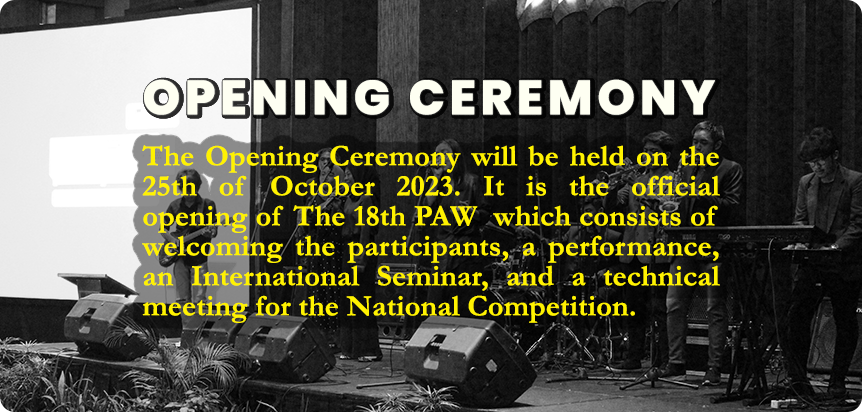 OPENING CEREMONY
The Opening Ceremony will be held on the
25th of October 2023. It is the official
opening of The 18th PAW which consists of
welcoming the participants, a performance,
an International Seminar, and a technical
meeting for the National Competition.